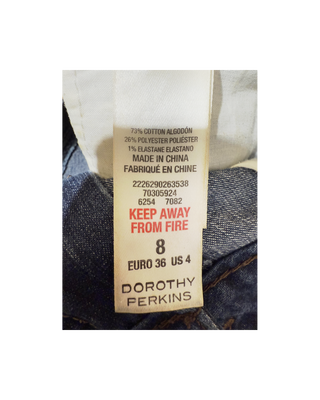 73% COTTON ALGODÓN
26% POLYESTER POLIÉSTER
1% ELASTANE ELASTANO
MADE IN CHINA
FABRIQUÉ EN CHINE
2226290263538
70305924
6254 7082
KEEP AWAY
FROM FIRE
8
EURO 36 US 4
DOROTHY
PERKINS